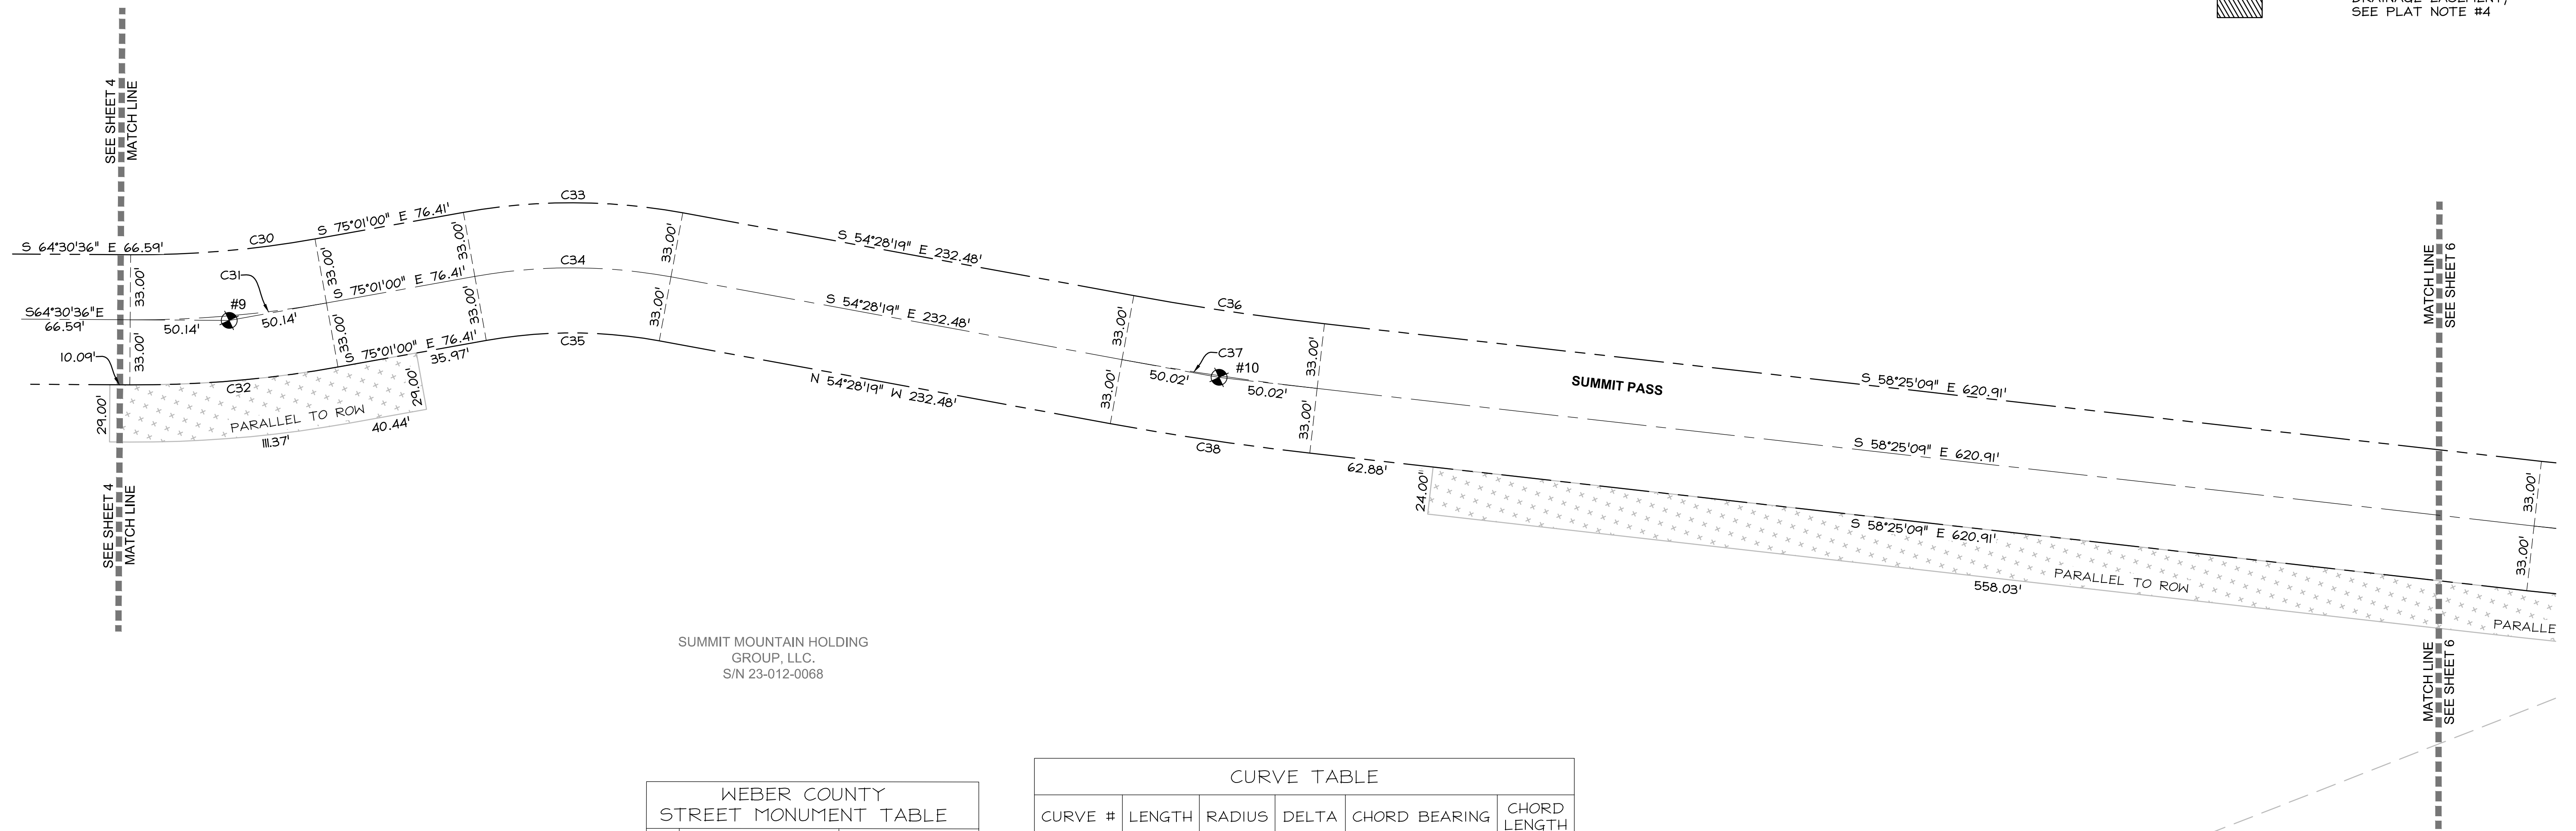 DRAINAGE EASEMENT,
SEE PLAT NOTE #4
SEE SHEET 4
MATCH LINE
S 64°30'36" E 66.59'
C30
S 75°01'00" E 76.41'
C33
33.00'
33.00'
33.00'
33.00'
C31
#9
S 75°01'00" E 76.41'
C34
S64°30'36"E
66.59'
50.14'
50.14'
33.00'
33.00'
33.00'
33.00'
10.09'
S 75°01'00" E 76.41'
35.97'
C35
C32
29.00'
29.00'
PARALLEL TO ROW
40.44'
111.37'
SEE SHEET 4
MATCH LINE
S 54°28'19" E 232.48'
S 54°28'19" E 232.48'
N 54°28'19" W 232.48'
C36
33.00'
33.00'
C37
#10
50.02'
50.02'
33.00'
33.00'
C38
62.88'
24.00'
SUMMIT PASS
S 58°25'09" E 620.91'
S 58°25'09" E 620.91'
S 58°25'09" E 620.91'
PARALLEL TO ROW
558.03'
MATCH LINE
SEE SHEET 6
33.00'
33.00'
PARALLE
MATCH LINE
SEE SHEET 6
SUMMIT MOUNTAIN HOLDING
GROUP, LLC.
S/N 23-012-0068
WEBER COUNTY
STREET MONUMENT TABLE
CURVE TABLE
CURVE # LENGTH RADIUS DELTA CHORD BEARING CHORD
LENGTH